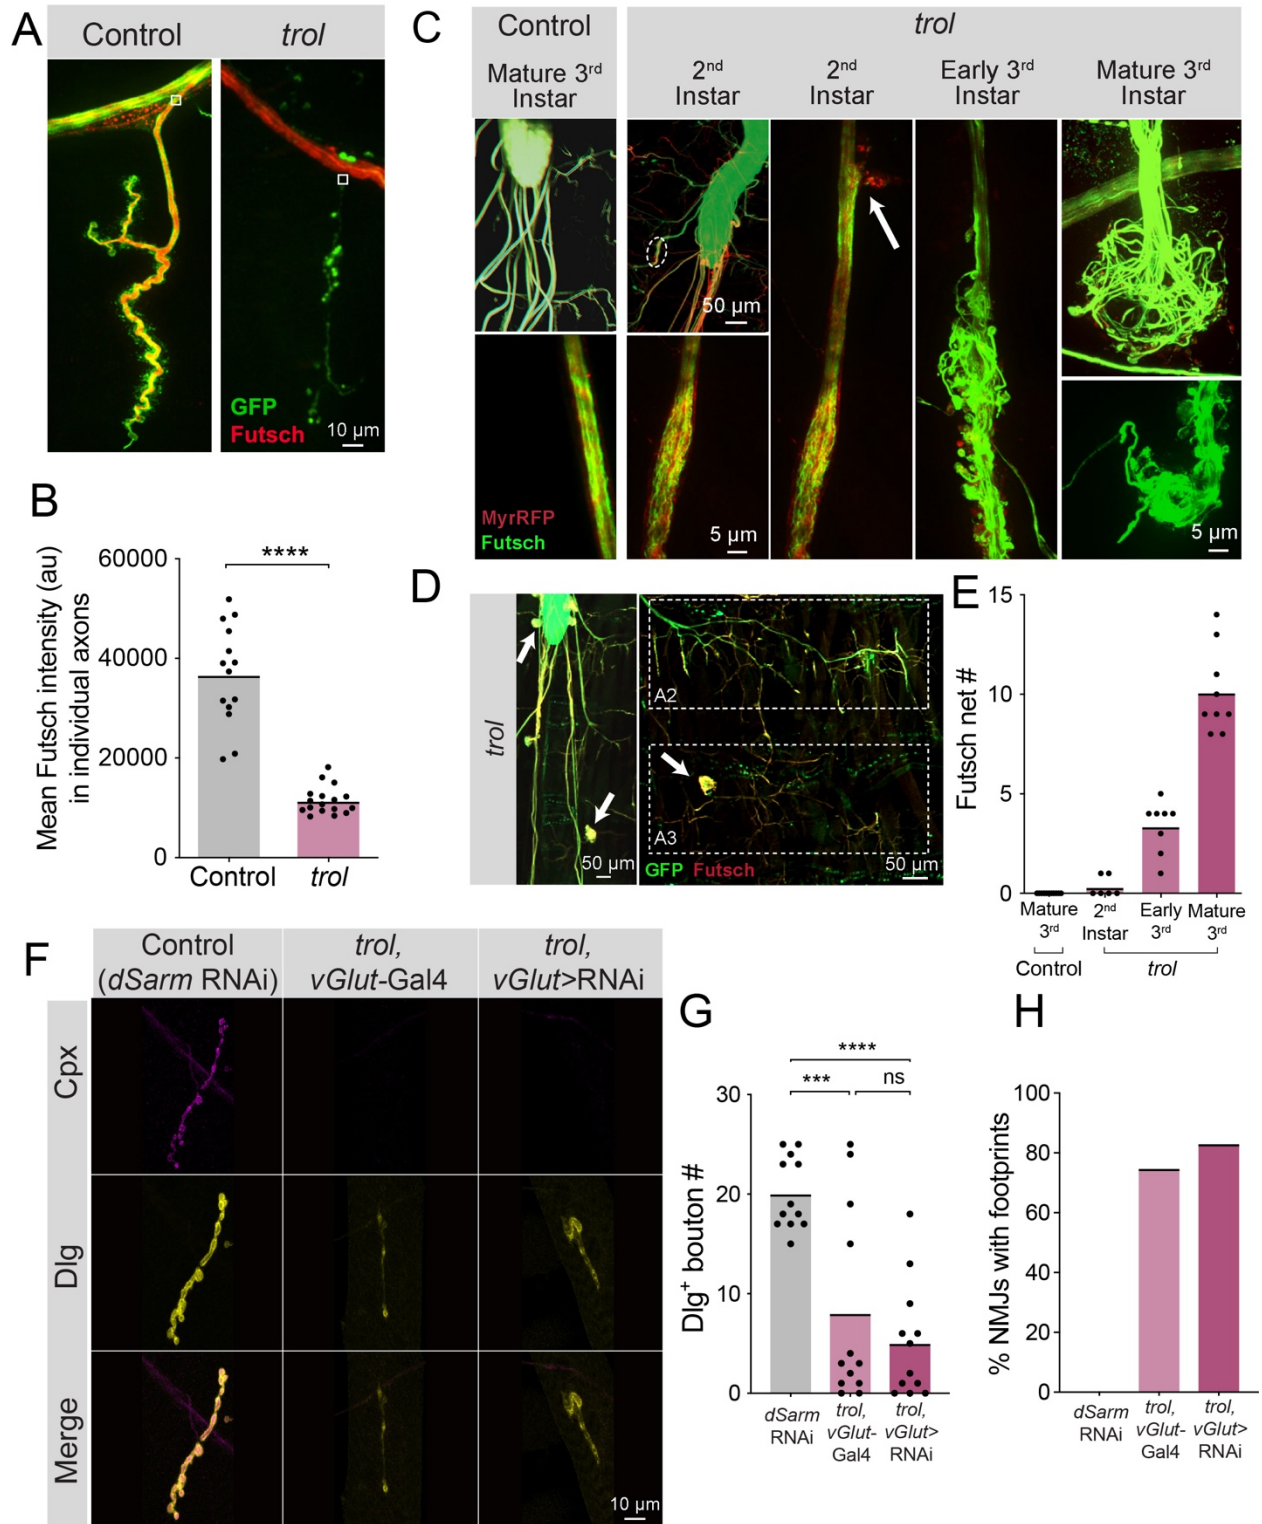 A
Control
trol
GFP
Futsch
10 µm
B
Mean Futsch intensity (au)
in individual axons
60000
40000
20000
0
****
Control
trol
C
Control
trol
Mature 3rd
Instar
2nd
Instar
2nd
Instar
Early 3rd
Instar
Mature 3rd
Instar
50 µm
MyrRFP
Futsch
5 µm
5 µm
D
trol
50 µm
A2
A3
GFP Futsch
50 µm
E
Futsch net #
15
10
5
0
Mature
3rd
2nd
Instar
Early
3rd
Mature
3rd
Control
trol
F
Control
(dSarm RNAi)
trol,
vGlut-Gal4
trol,
vGlut>RNAi
Cpx
Dlg
Merge
10 µm
G
Dlg+ bouton #
30
20
10
0
****
***
ns
dSarm
RNAi
trol,
vGlut-
Gal4
trol,
vGlut>
RNAi
H
% NMJs with footprints
100
80
60
40
20
0
dSarm
RNAi
trol,
vGlut-
Gal4
trol,
vGlut>
RNAi